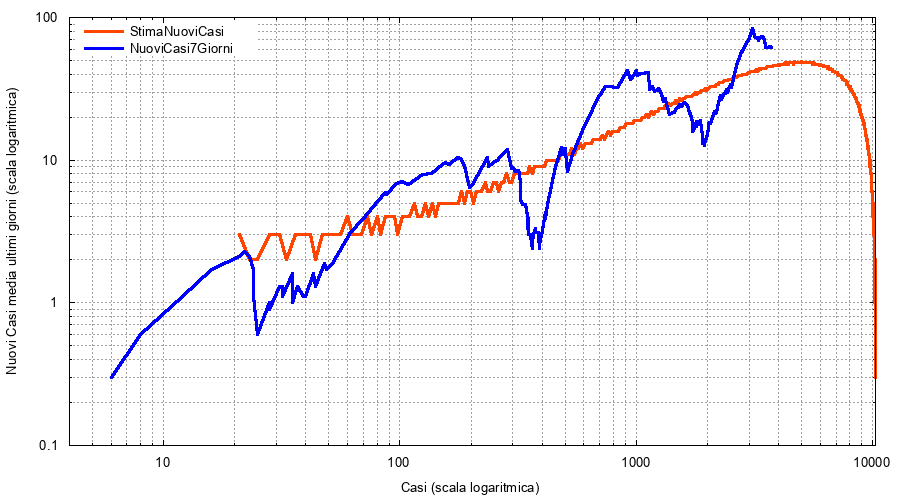 100
StimaNuoviCasi
NuoviCasi7Giorni
10
1
0.1
Nuovi Casi media ultimi giorni (scala logaritmica)
10
100
1000
10000
Casi (scala logaritmica)